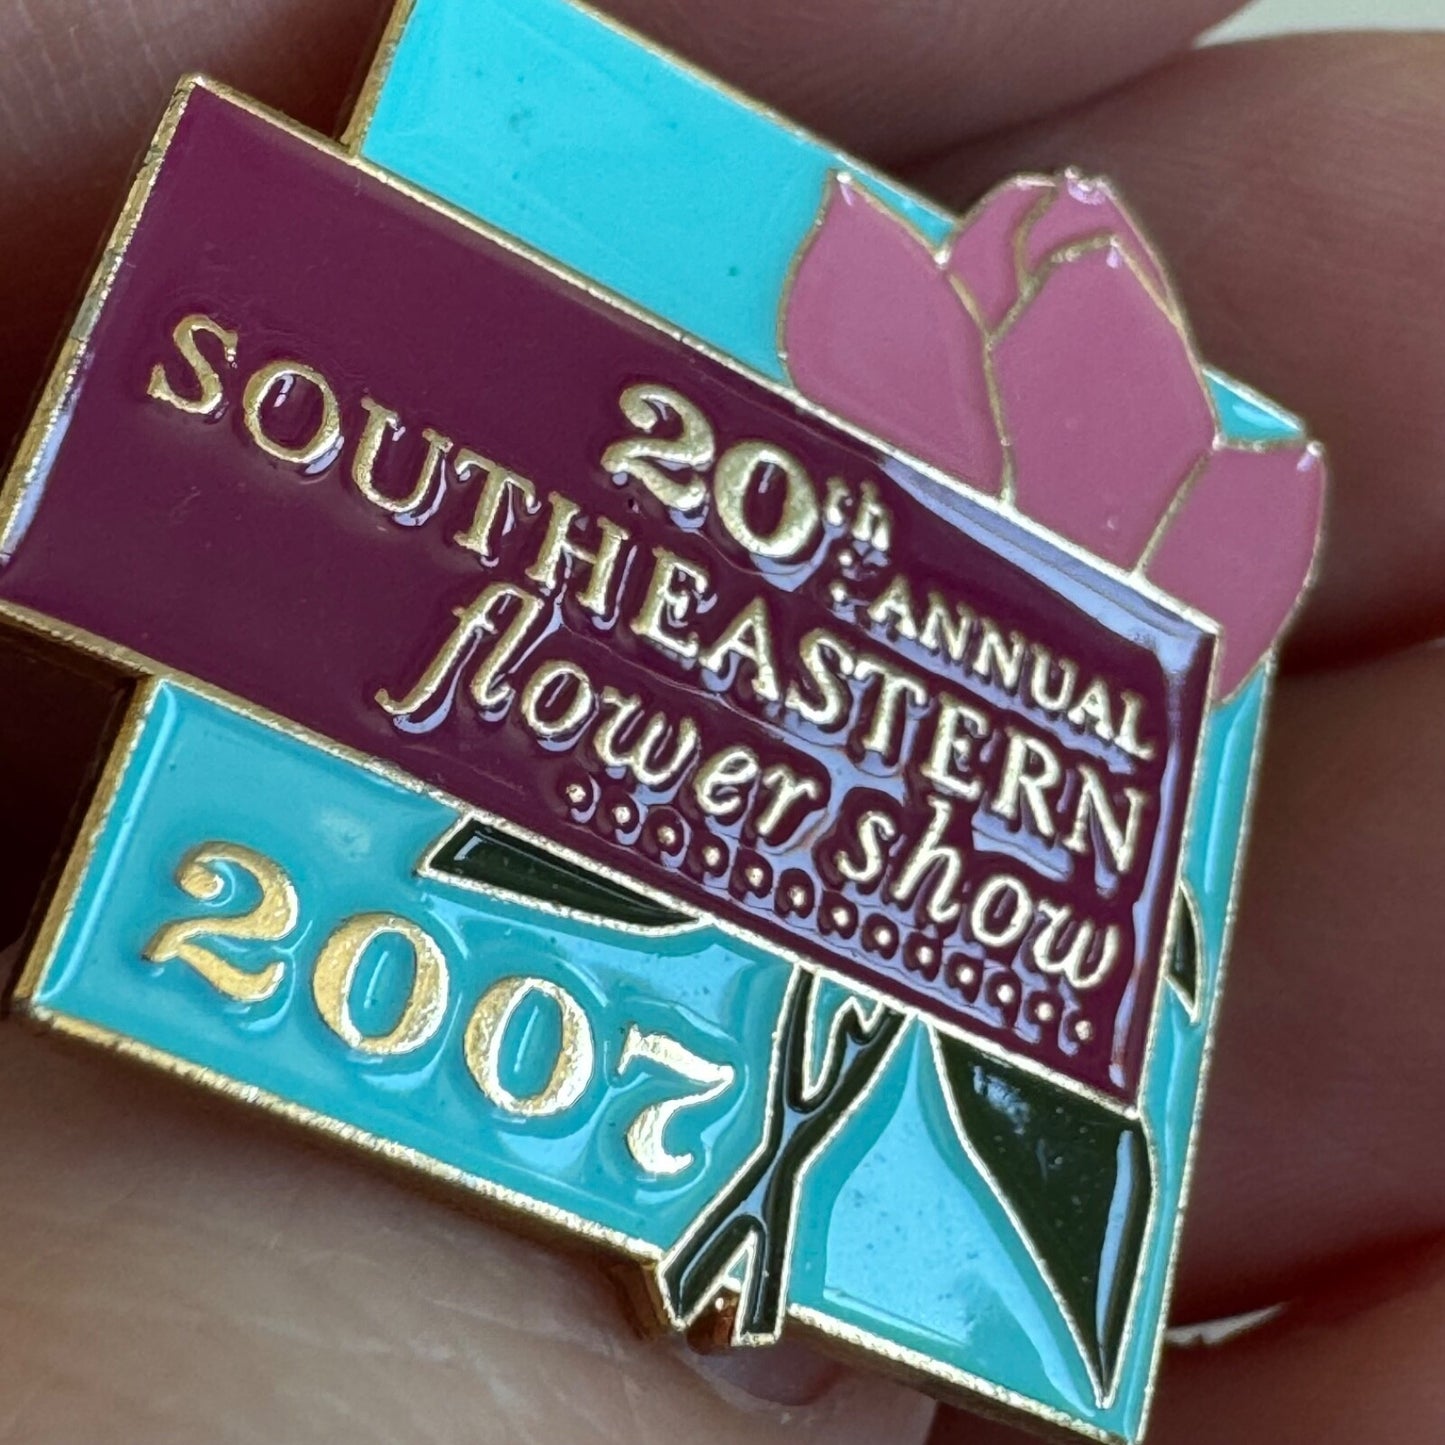 20th ANNUAL
SOUTHEASTERN
flower show
2007